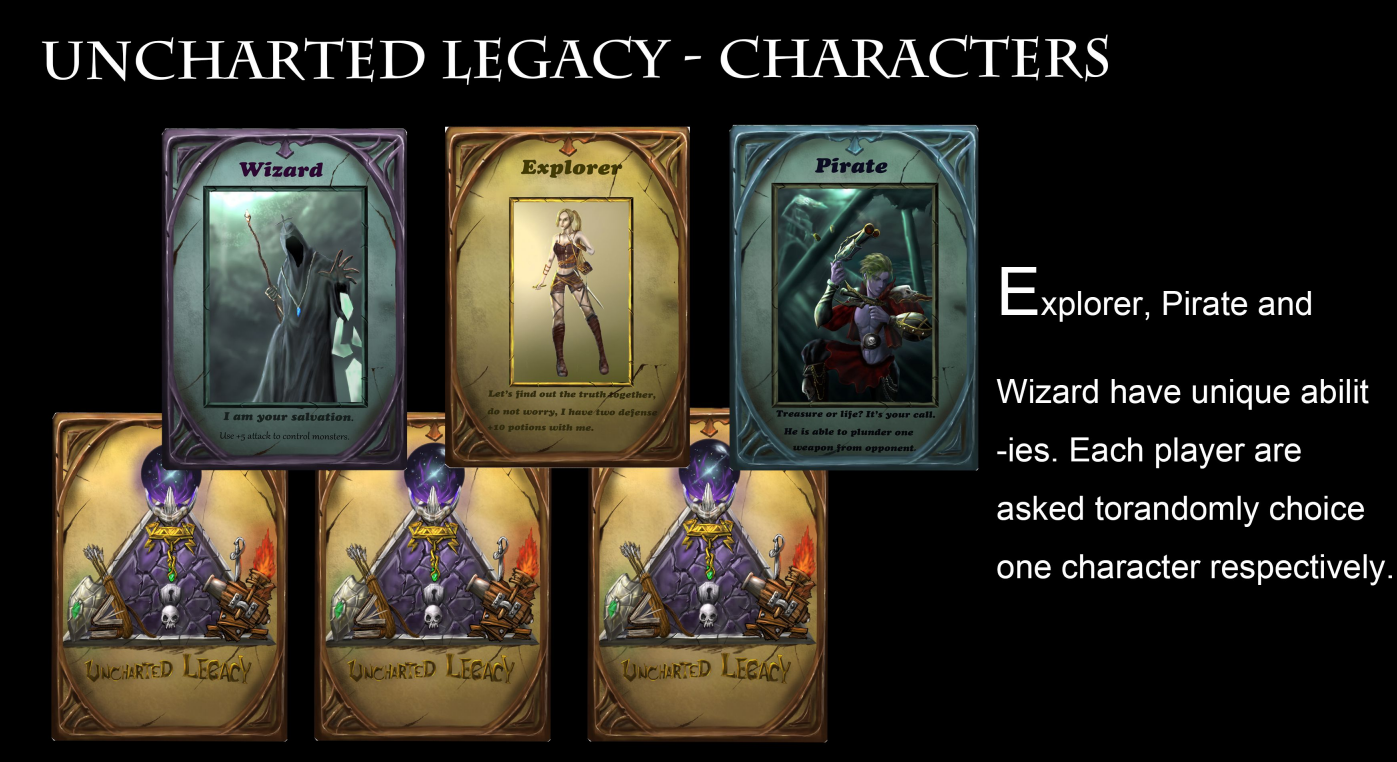 UNCHARTED LEGACY - CHARACTERS
Wizard
I am your salvation.
Use +5 attack to control monsters.
Explorer
Let's find out the truth together,
do not worry, I have two defense
+10 potions with me.
Pirate
Treasure or life? It's your call.
He is able to plunder one
weapon from opponent.
Explorer, Pirate and
Wizard have unique abilit
-ies. Each player are
asked torandomly choice
one character respectively.
UNCHARTED LEGACY
UNCHARTED LEGACY
UNCHARTED LEGACY